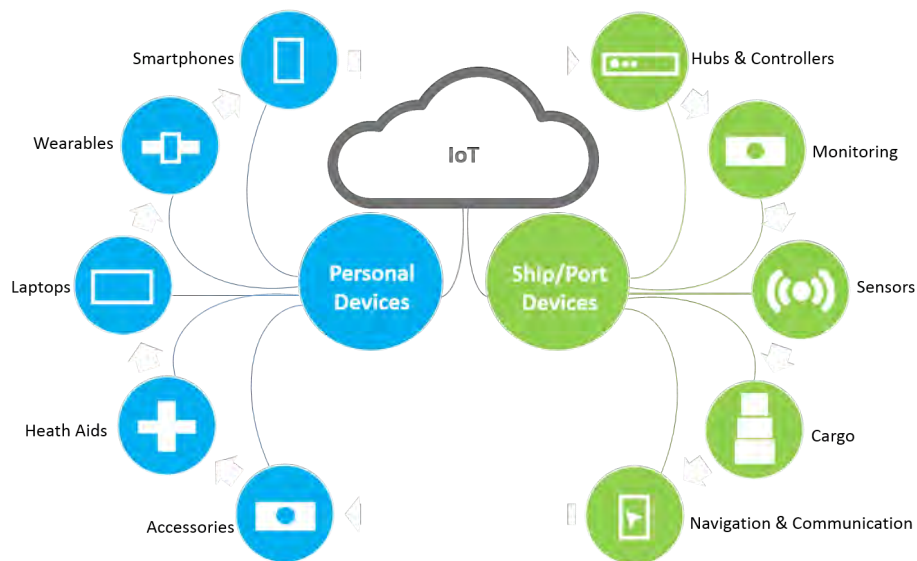 Smartphones
Hubs & Controllers
Wearables
IoT
Monitoring
Laptops
Personal
Devices
Ship/Port
Devices
Sensors
Heath Aids
Cargo
Accessories
Navigation & Communication